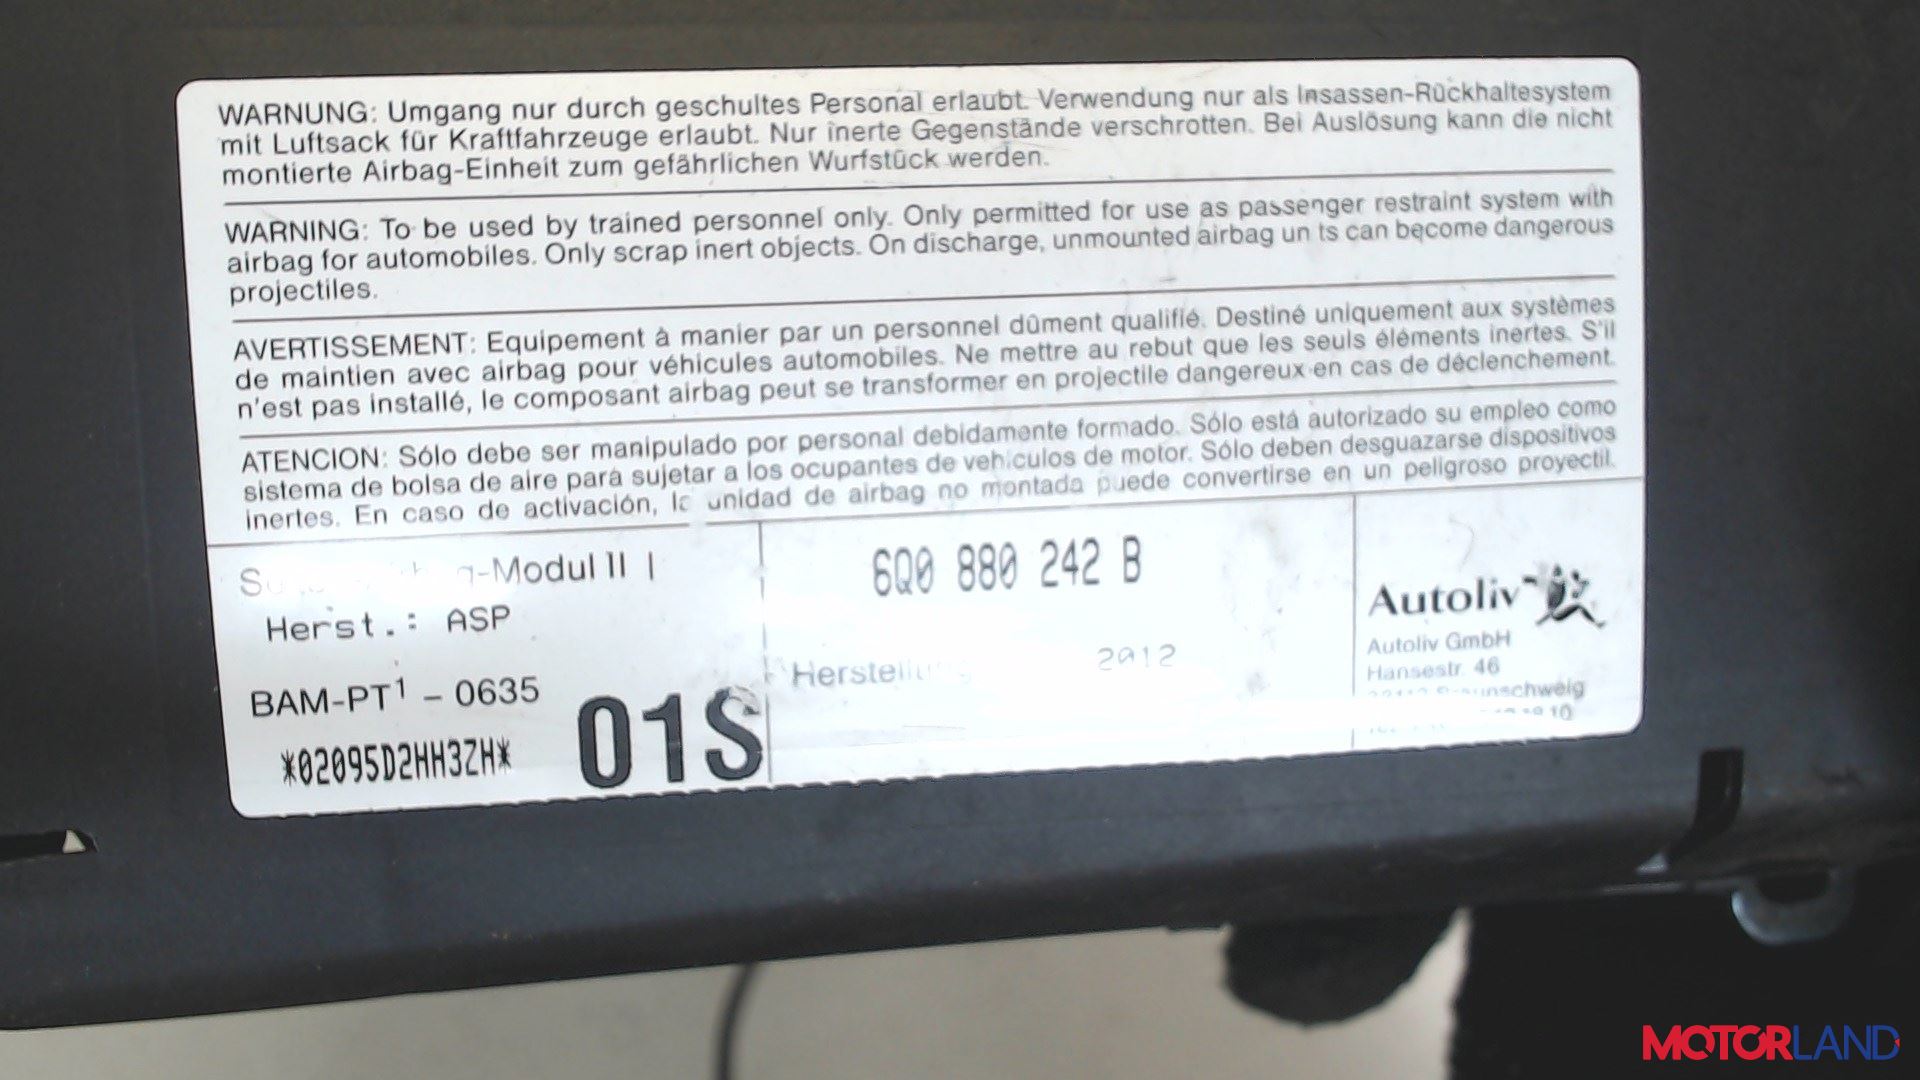 WARNUNG: Umgang nur durch geschultes Personal erlaubt. Verwendung nur als Insassen-Rückhaltesystem
mit Luftsack für Kraftfahrzeuge erlaubt. Nur inerte Gegenstände verschrotten. Bei Auslösung kann die nicht
montierte Airbag-Einheit zum gefährlichen Wurfstück werden.
WARNING: To be used by trained personnel only. Only permitted for use as passenger restraint system with
airbag for automobiles. Only scrap inert objects. On discharge, unmounted airbag un ts can become dangerous
projectiles.
AVERTISSEMENT: Equipement à manier par un personnel dûment qualifié. Destiné uniquement aux systèmes
de maintien avec airbag pour véhicules automobiles. Ne mettre au rebut que les seuls éléments inertes. S'il
n'est pas installé, le composant airbag peut se transformer en projectile dangereux en cas de déclenchement.
ATENCION: Sólo debe ser manipulado por personal debidamente formado. Sólo está autorizado su empleo como
sistema de bolsa de aire para sujetar a los ocupantes de vehículos de motor. Sólo deben desguazarse dispositivos
inertes. En caso de activación, la unidad de airbag no montada puede convertirse en un peligroso proyectil.
-Modul II
Herst.: ASP
BAM-PT1 - 0635
*02095D2HH3ZH*
01S
6Q0 880 242 B
2012
Autoliv
Autoliv GmbH
Hansestr. 46
MOTORLAND